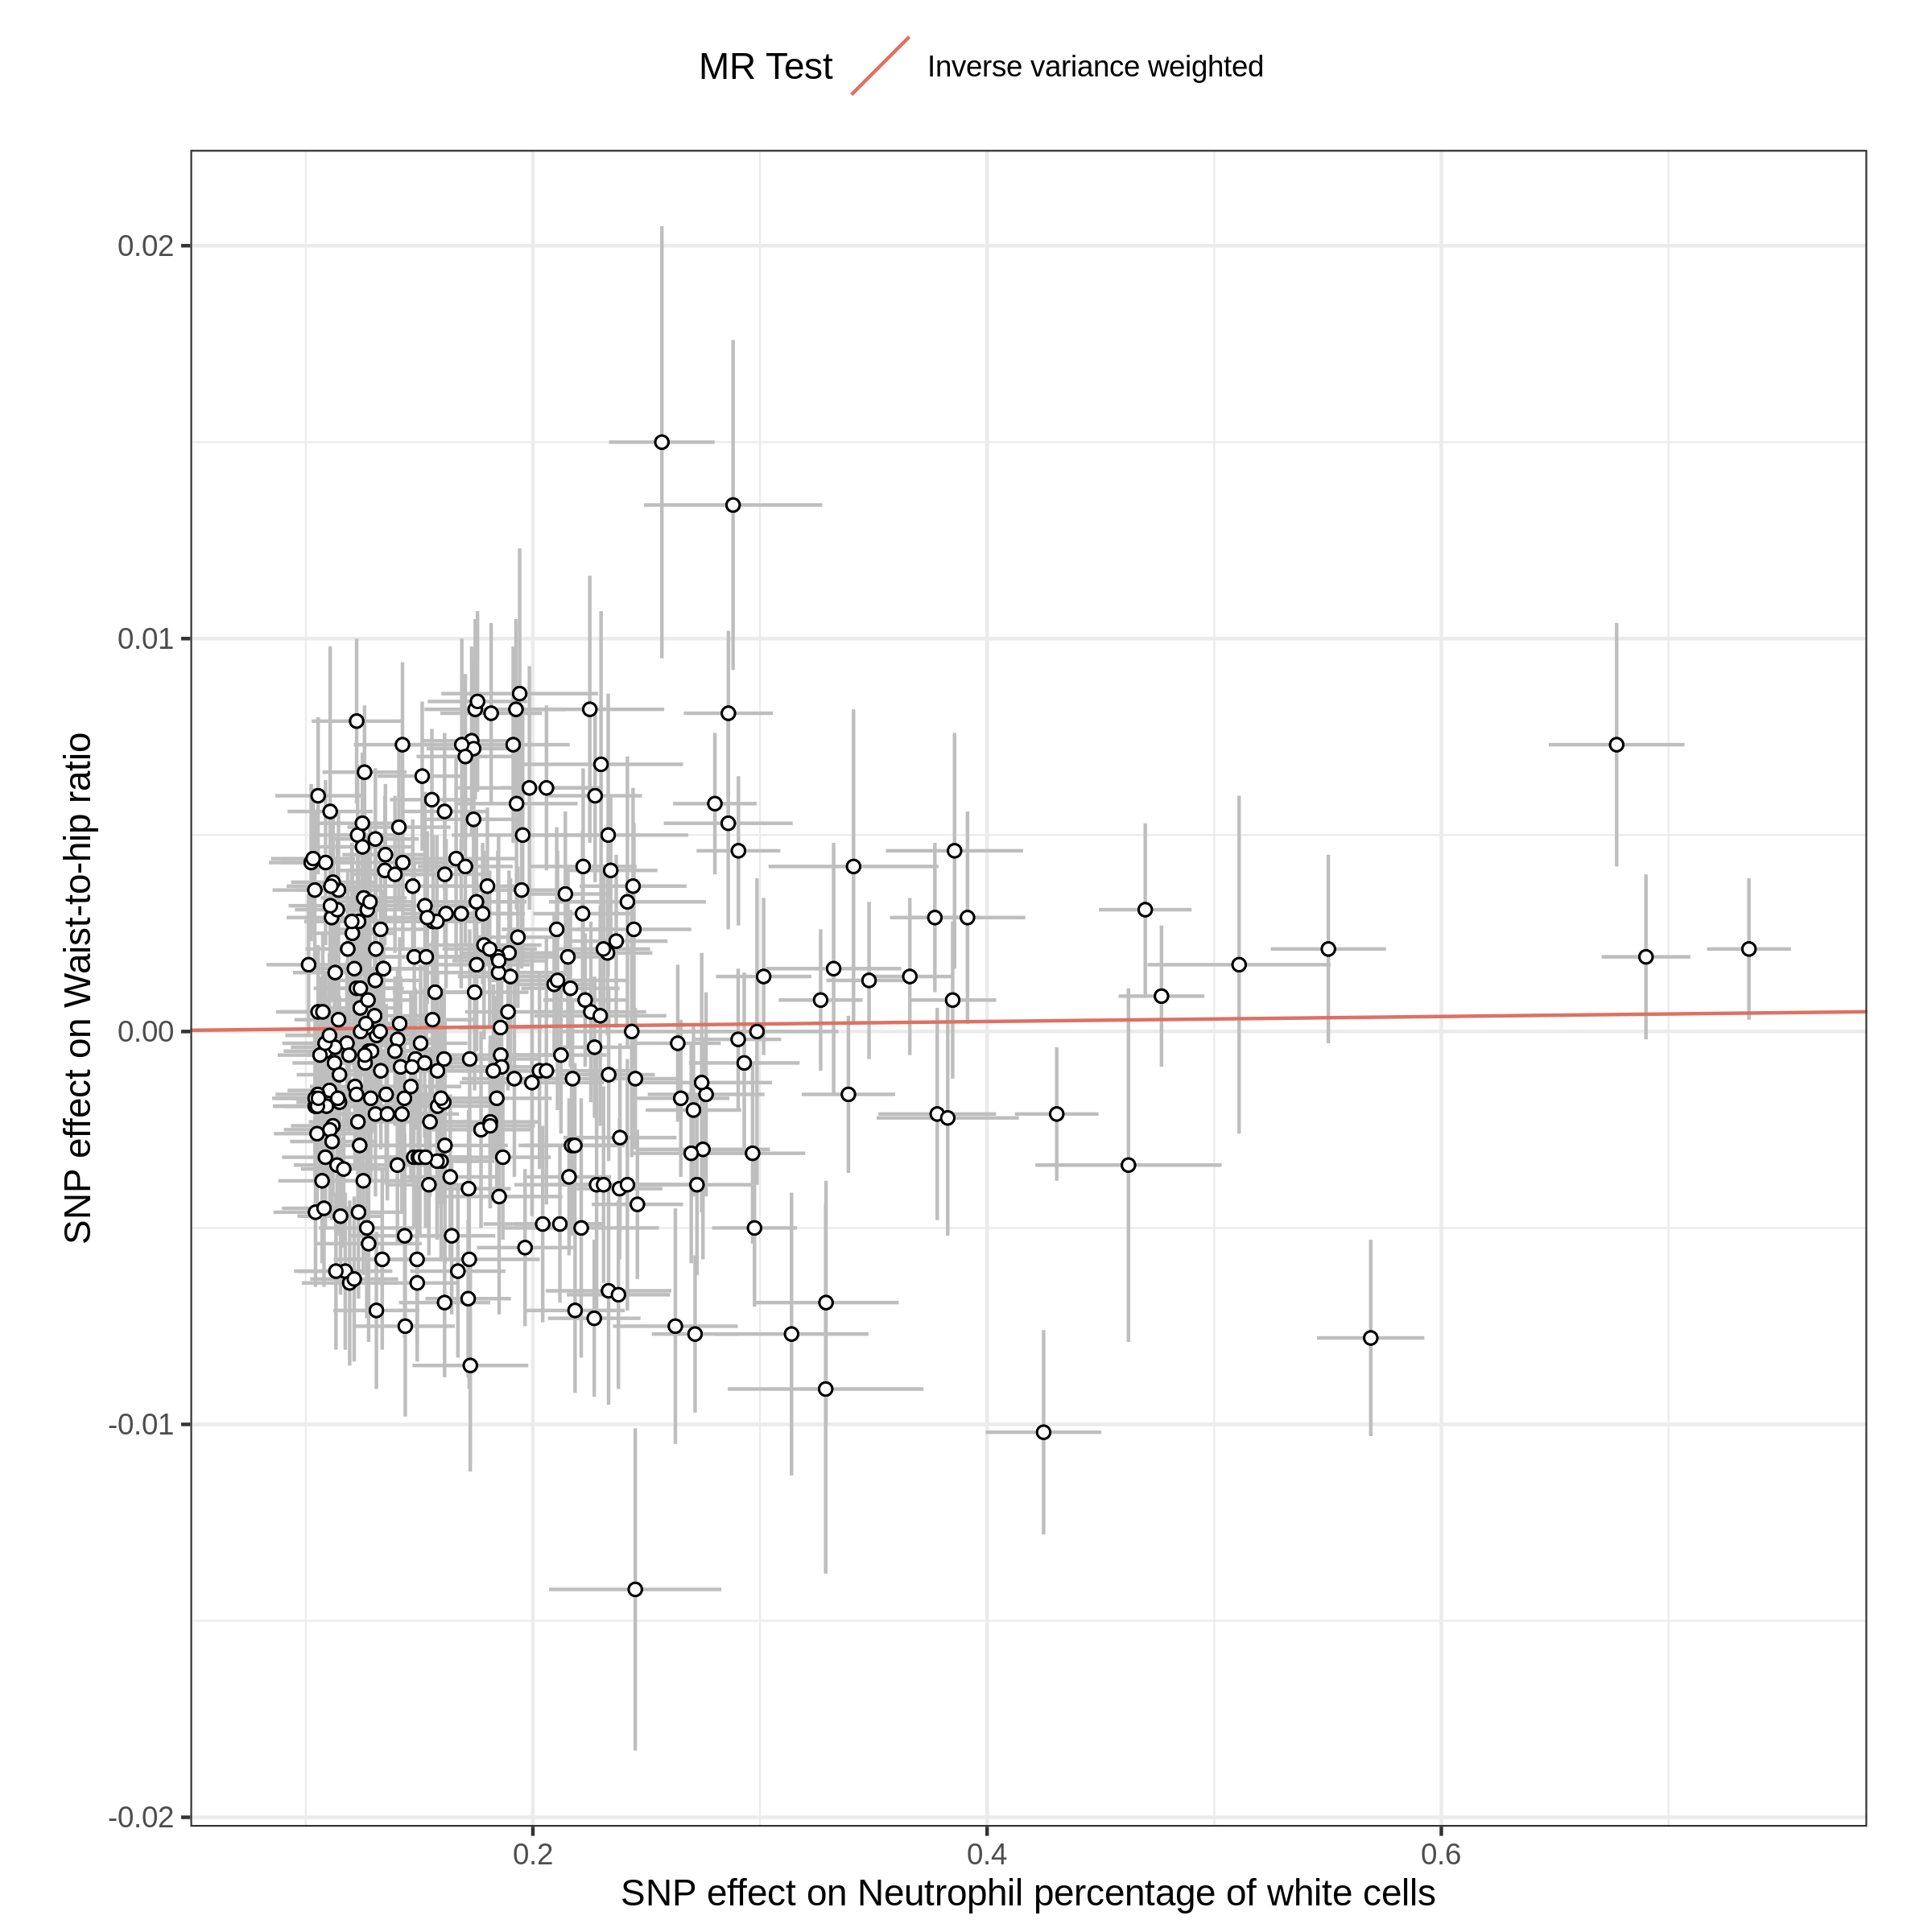 MR Test Inverse variance weighted
SNP effect on Waist-to-hip ratio
0.02
0.01
0.00
-0.01
-0.02
0.2 0.4 0.6
SNP effect on Neutrophil percentage of white cells